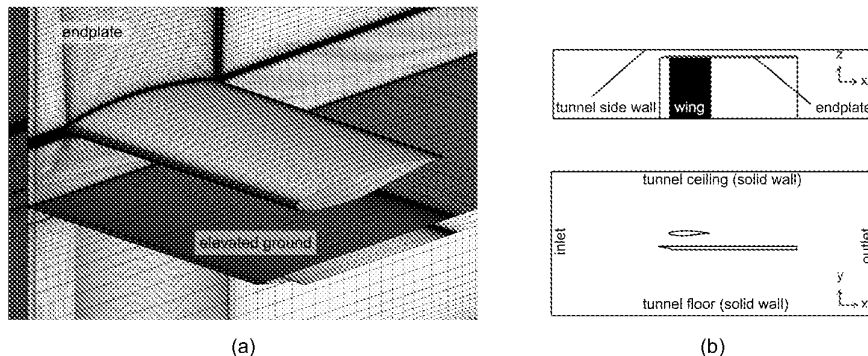 endplate
elevated ground
(a)
z
x
tunnel side wall
wing
endplate
tunnel ceiling (solid wall)
inlet
outlet
y
x
tunnel floor (solid wall)
(b)